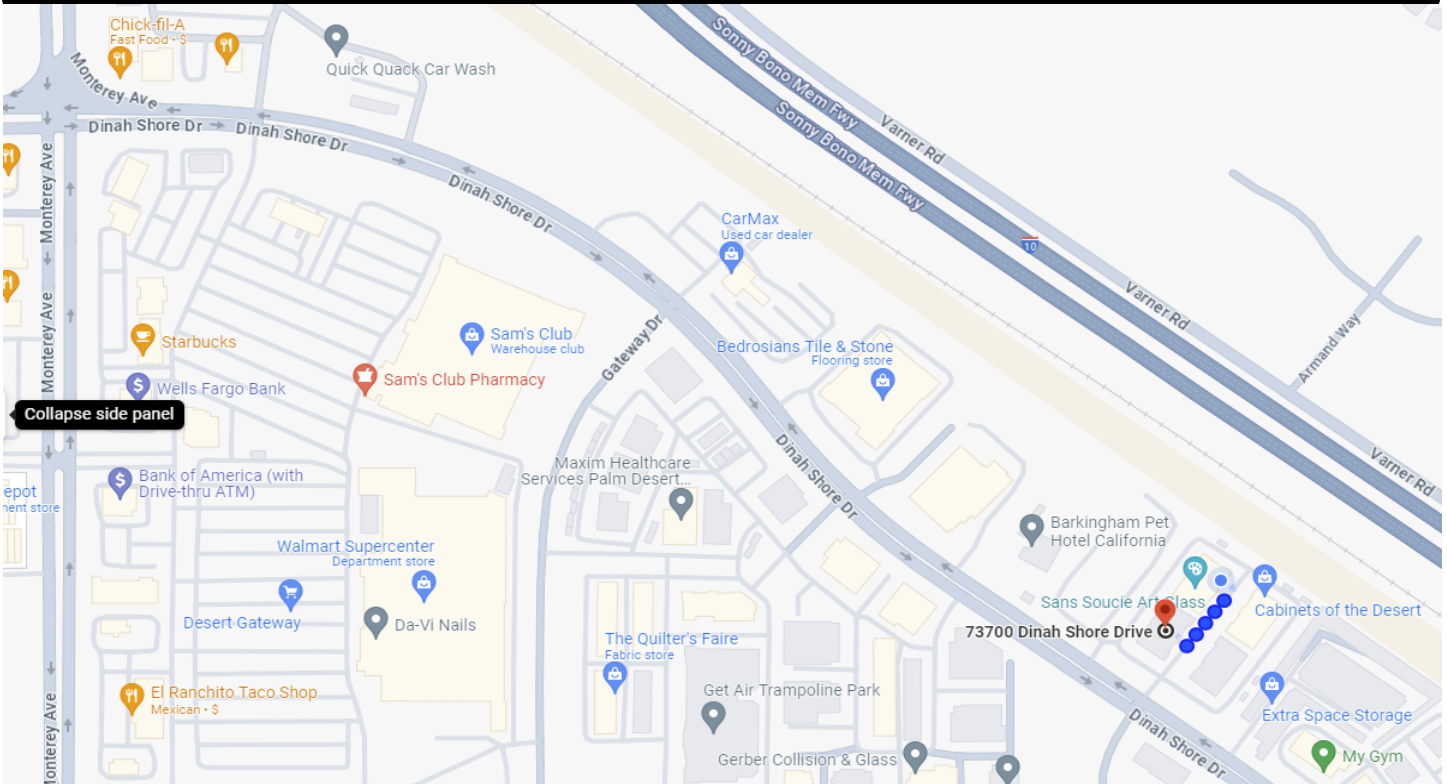 Chick-fil-A
Fast Food • $
Quick Quack Car Wash
Monterey Ave
Sonny Bono Mem Fwy
Sonny Bono Mem Fwy
Varner Rd
Dinah Shore Dr
Dinah Shore Dr
Monterey Ave
Dinah Shore Dr
CarMax
Used car dealer
10
Varner Rd
Armand Way
Monterey Ave
Starbucks
Sam's Club
Warehouse club
Gateway Dr
Bedrosians Tile & Stone
Flooring store
Sam's Club Pharmacy
Wells Fargo Bank
Collapse side panel
Dinah Shore Dr
Varner Rd
Maxim Healthcare
Services Palm Desert...
Bank of America (with
Drive-thru ATM)
epot
ment store
Barkingham Pet
Hotel California
Walmart Supercenter
Department store
Desert Gateway
Da-Vi Nails
Sans Soucie Art Glass
Cabinets of the Desert
73700 Dinah Shore Drive
The Quilter's Faire
Fabric store
El Ranchito Taco Shop
Mexican • $
Monterey Ave
Get Air Trampoline Park
Extra Space Storage
Dinah Shore Dr
Gerber Collision & Glass
My Gym